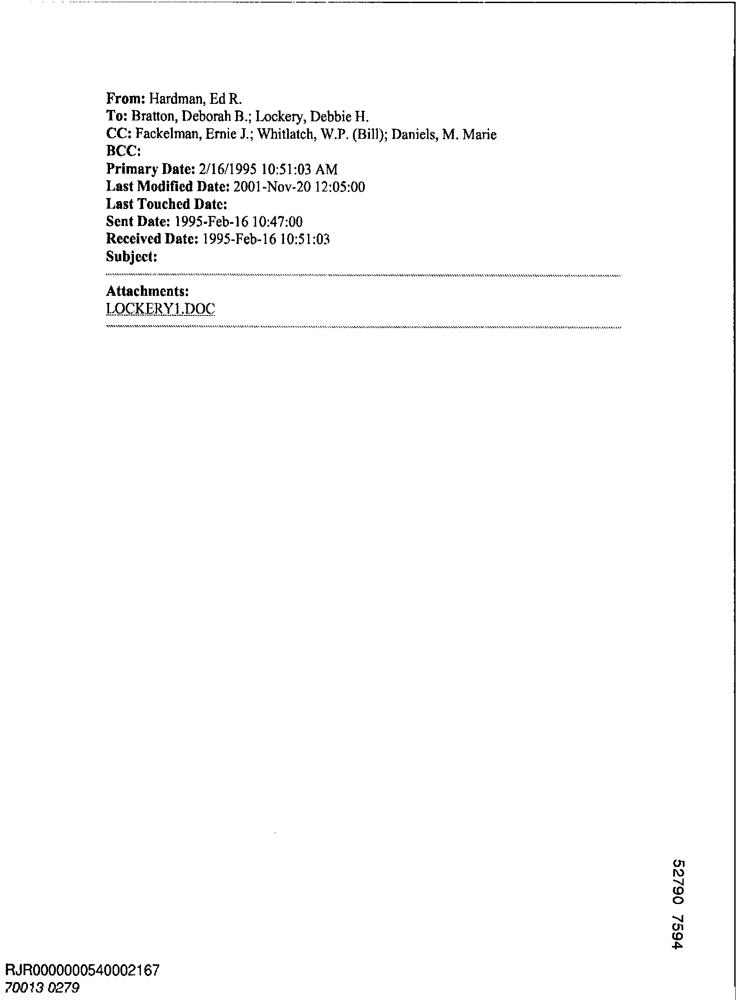 From: Hardman, Ed R.
To: Bratton, Deborah B.; Lockery, Debbie H.
CC: Fackelman, Ernie J.; Whitlatch, W.P. (Bill); Daniels, M. Marie
BCC:
Primary Date: 2/16/1995 10:51:03 AM
Last Modified Date: 2001-Nov-20 12:05:00
Last Touched Date:
Sent Date: 1995-Feb-16 10:47:00
Received Date: 1995-Feb-16 10:51:03
Subject:
Attachments:
LOCKERY1.DOC
52790 7594
RJR0000000540002167
70013 0279